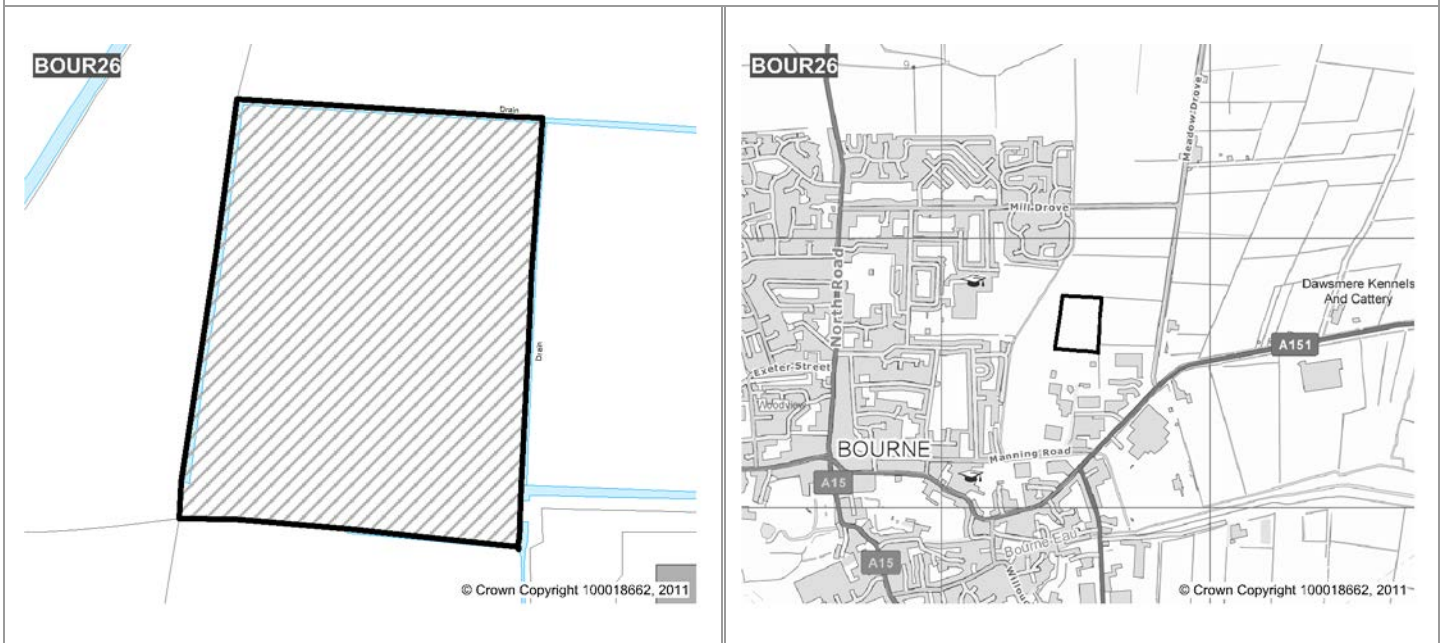 BOUR26
Drain
Drain
© Crown Copyright 100018662, 2011
BOUR26
Meadow Drove
Mill Drove
North Road
Dawsmere Kennels
And Cattery
A151
Exeter Street
Woodview
BOURNE
Manning Road
A15
Bourne Eau
A15
© Crown Copyright 100018662, 2011